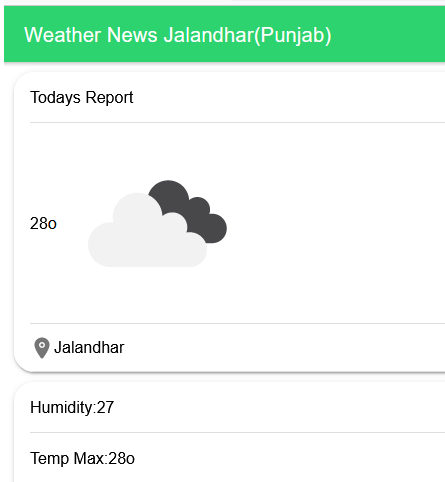 Weather News Jalandhar(Punjab)
Todays Report
28o
Jalandhar
Humidity:27
Temp Max:28o